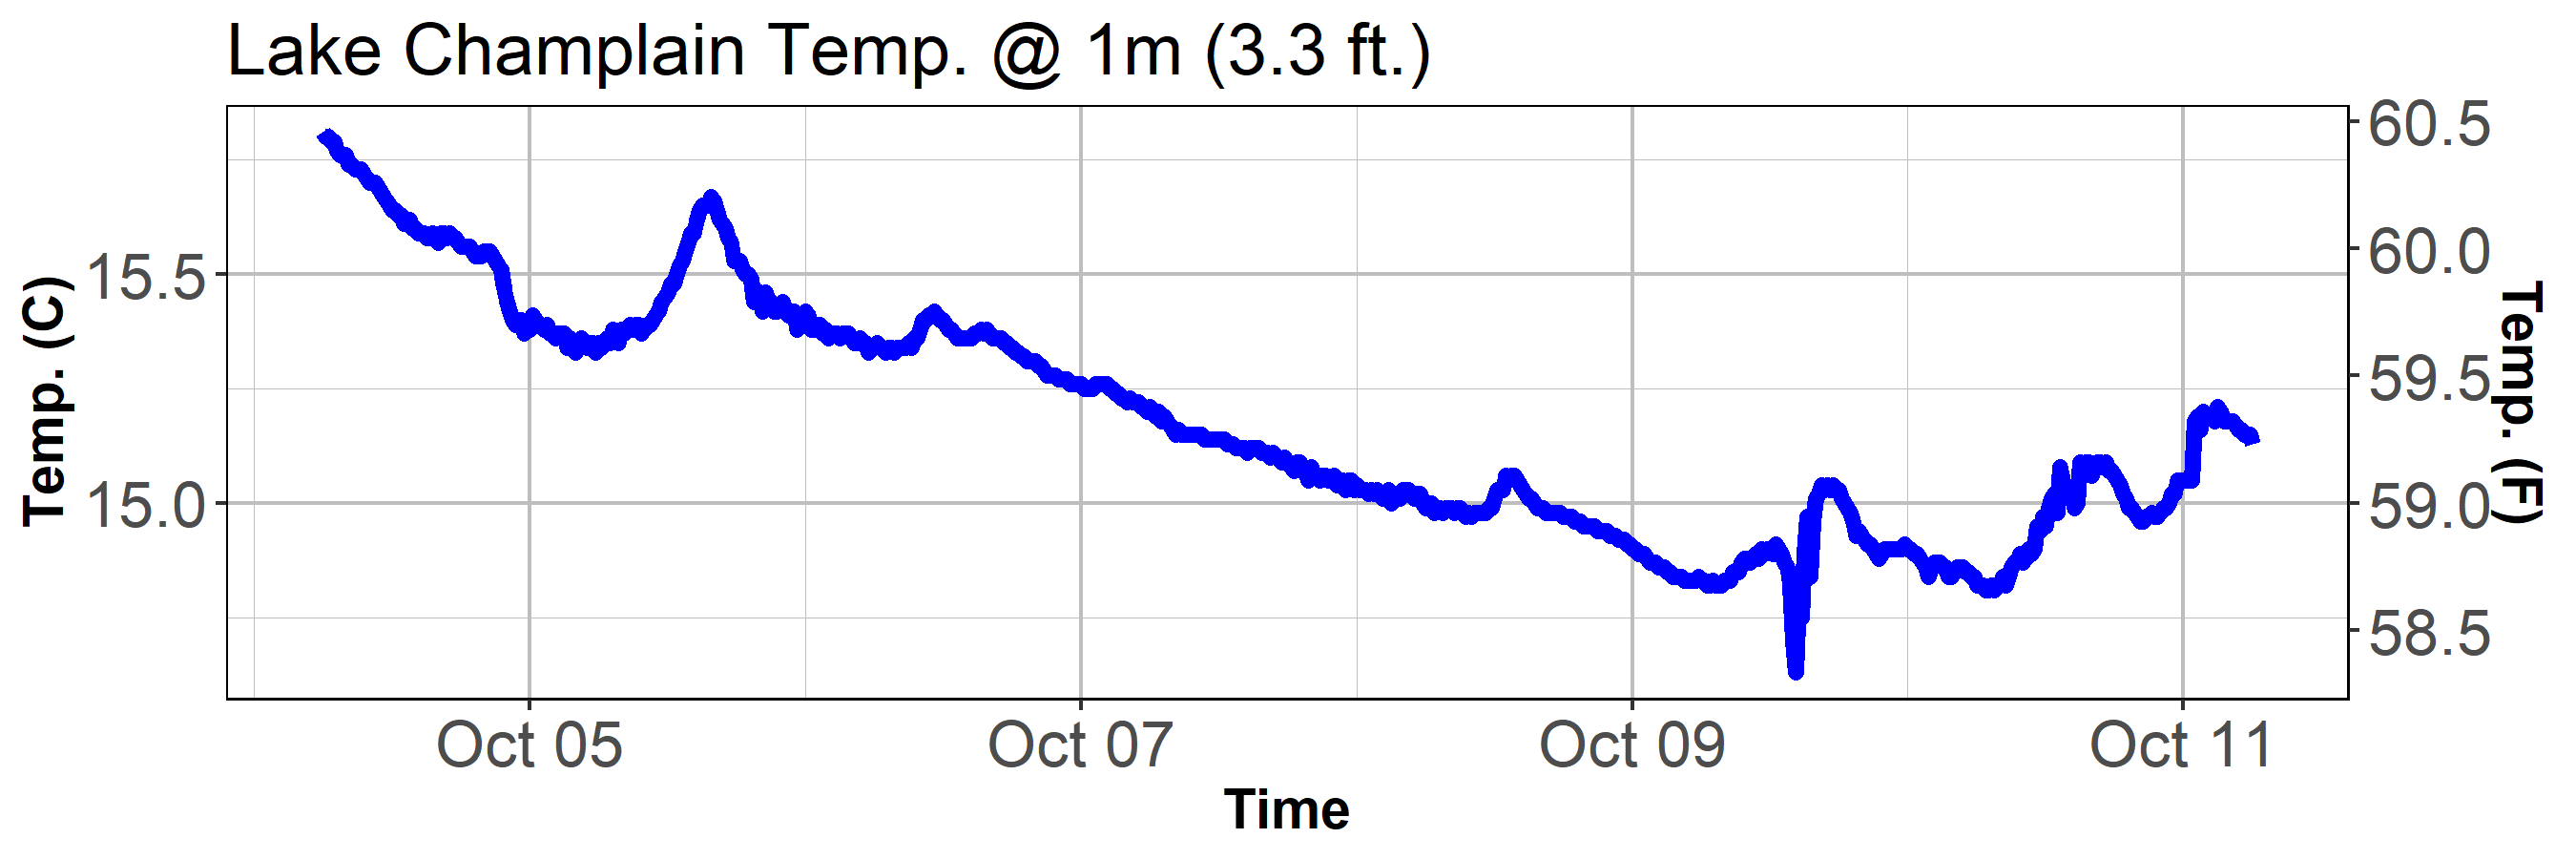 Lake Champlain Temp. @ 1m (3.3 ft.)
Temp. (C)
15.5
15.0
60.5
60.0
59.5
59.0
58.5
Temp. (F)
Oct 05
Oct 07
Oct 09
Oct 11
Time